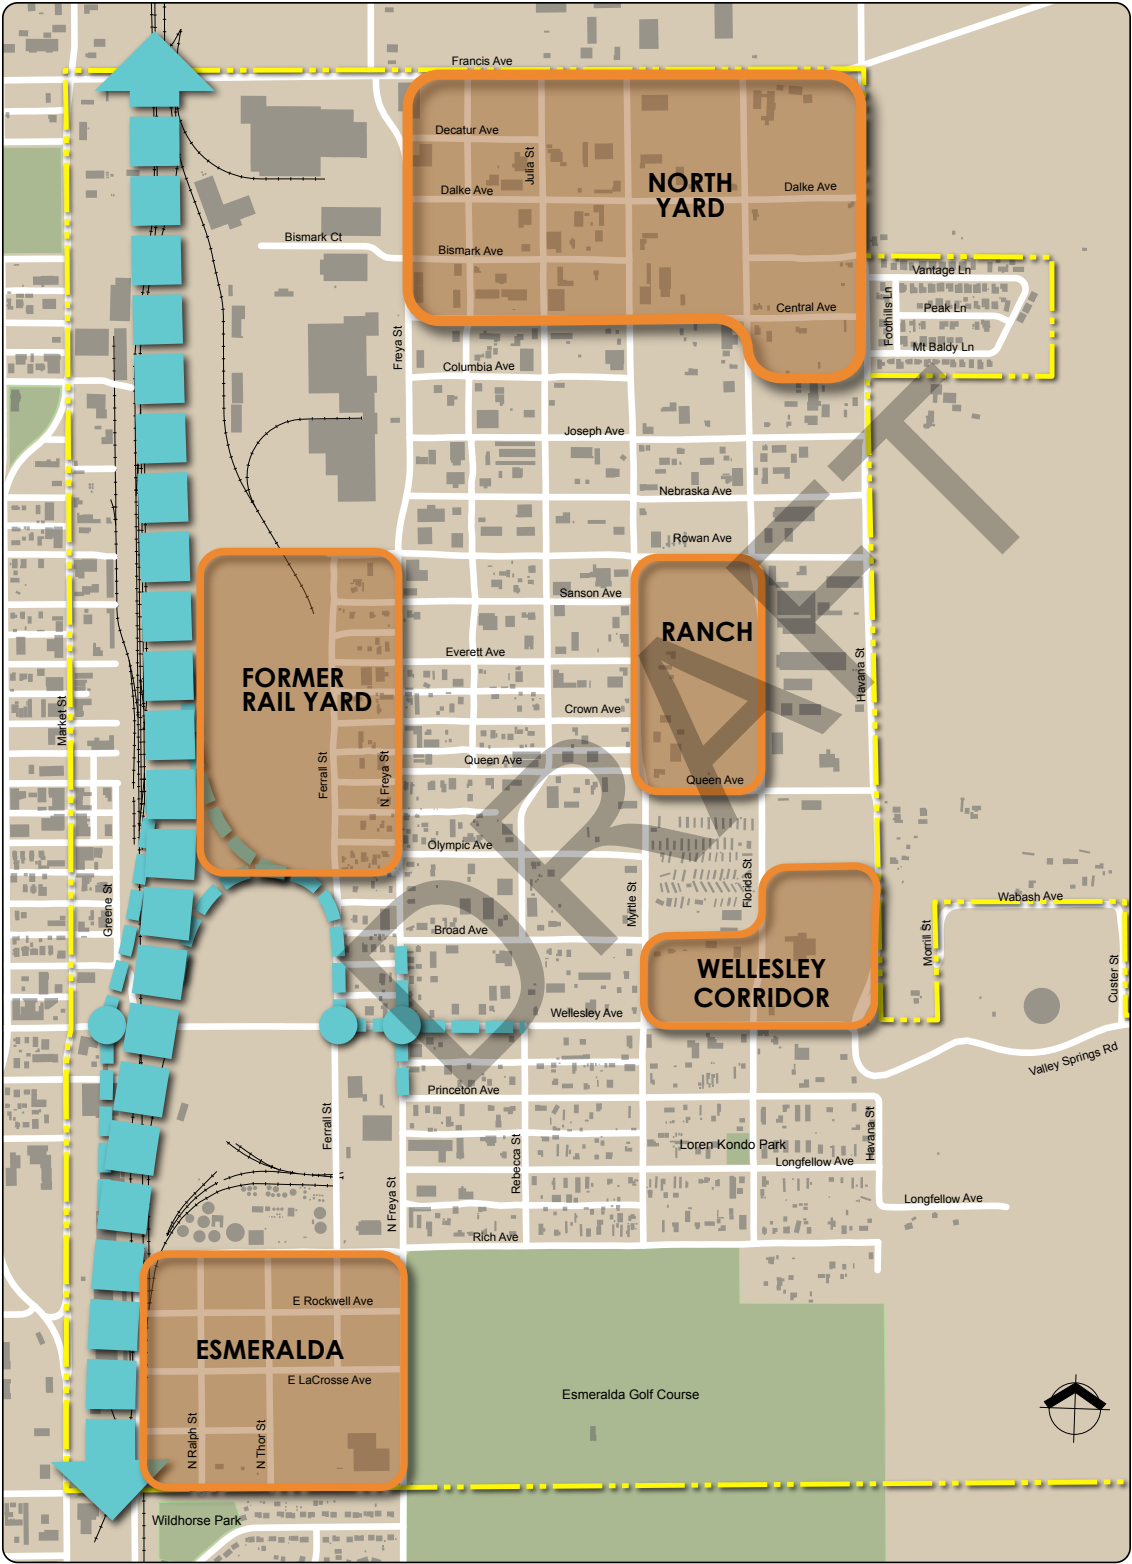 Francis Ave
Decatur Ave
Julia St
NORTH
YARD
Dalke Ave
Dalke Ave
Bismark Ct
Bismark Ave
Vantage Ln
Foothills Ln
Peak Ln
Central Ave
Mt Baldy Ln
Freya St
Columbia Ave
Joseph Ave
Nebraska Ave
Rowan Ave
Sanson Ave
RANCH
Everett Ave
FORMER
RAIL YARD
Havana St
Market St
Crown Ave
Queen Ave
Ferrall St
N Freya St
Queen Ave
DRAFT
Olympic Ave
Greene St
Myrtle St
Florida St
Wabash Ave
Broad Ave
Morrill St
WELLESLEY
CORRIDOR
Custer St
Wellesley Ave
Valley Springs Rd
Princeton Ave
Ferrall St
Loren Kondo Park
Havana St
Rebecca St
Longfellow Ave
Longfellow Ave
N Freya St
Rich Ave
E Rockwell Ave
ESMERALDA
E LaCrosse Ave
Esmeralda Golf Course
N Ralph St
N Thor St
Wildhorse Park